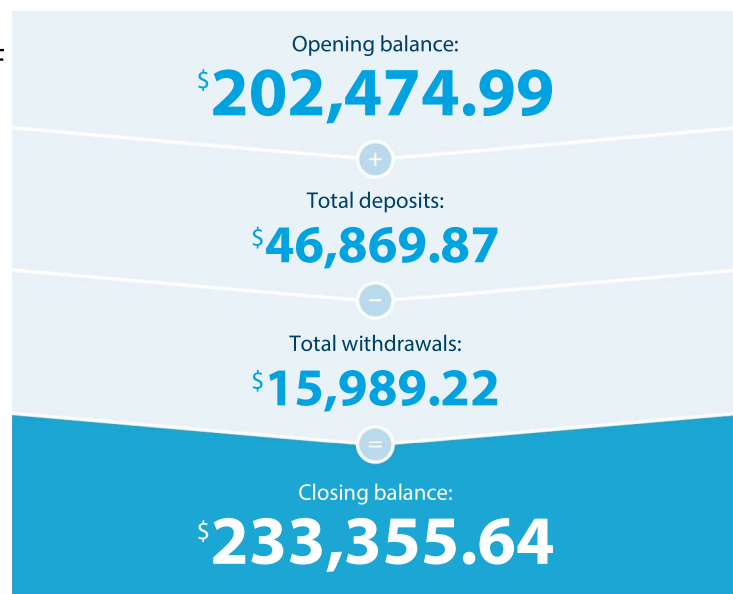 Opening balance:
$202,474.99
+
Total deposits:
$46,869.87
−
Total withdrawals:
$15,989.22
=
Closing balance:
$233,355.64